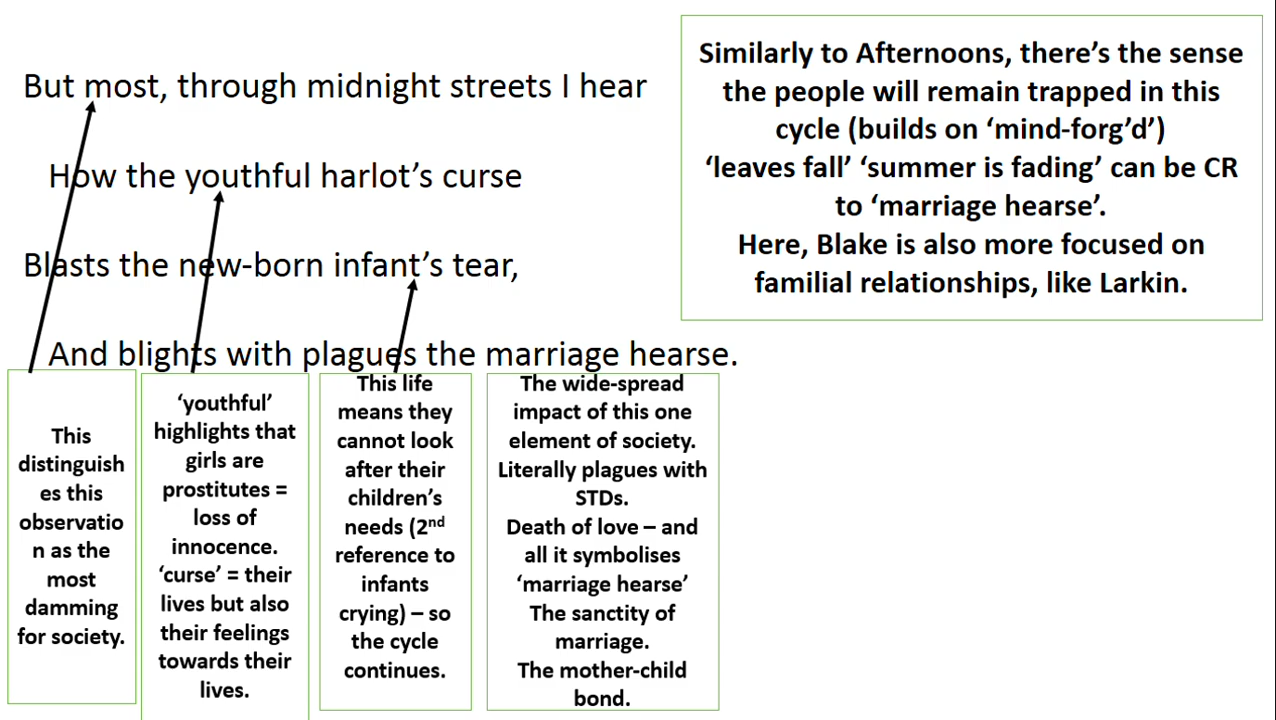 But most, through midnight streets I hear
How the youthful harlot's curse
Blasts the new-born infant's tear,
And blights with plagues the marriage hearse.
Similarly to Afternoons, there's the sense
the people will remain trapped in this
cycle (builds on 'mind-forg'd')
'leaves fall' 'summer is fading' can be CR
to 'marriage hearse'.
Here, Blake is also more focused on
familial relationships, like Larkin.
This
distinguish
es this
observatio
n as the
most
damming
for society.
'youthful'
highlights that
girls are
prostitutes =
loss of
innocence.
'curse' = their
lives but also
their feelings
towards their
lives.
This life
means they
cannot look
after their
children's
needs (2nd
reference to
infants
crying) – so
the cycle
continues.
The wide-spread
impact of this one
element of society.
Literally plagues with
STDs.
Death of love – and
all it symbolises
'marriage hearse'
The sanctity of
marriage.
The mother-child
bond.